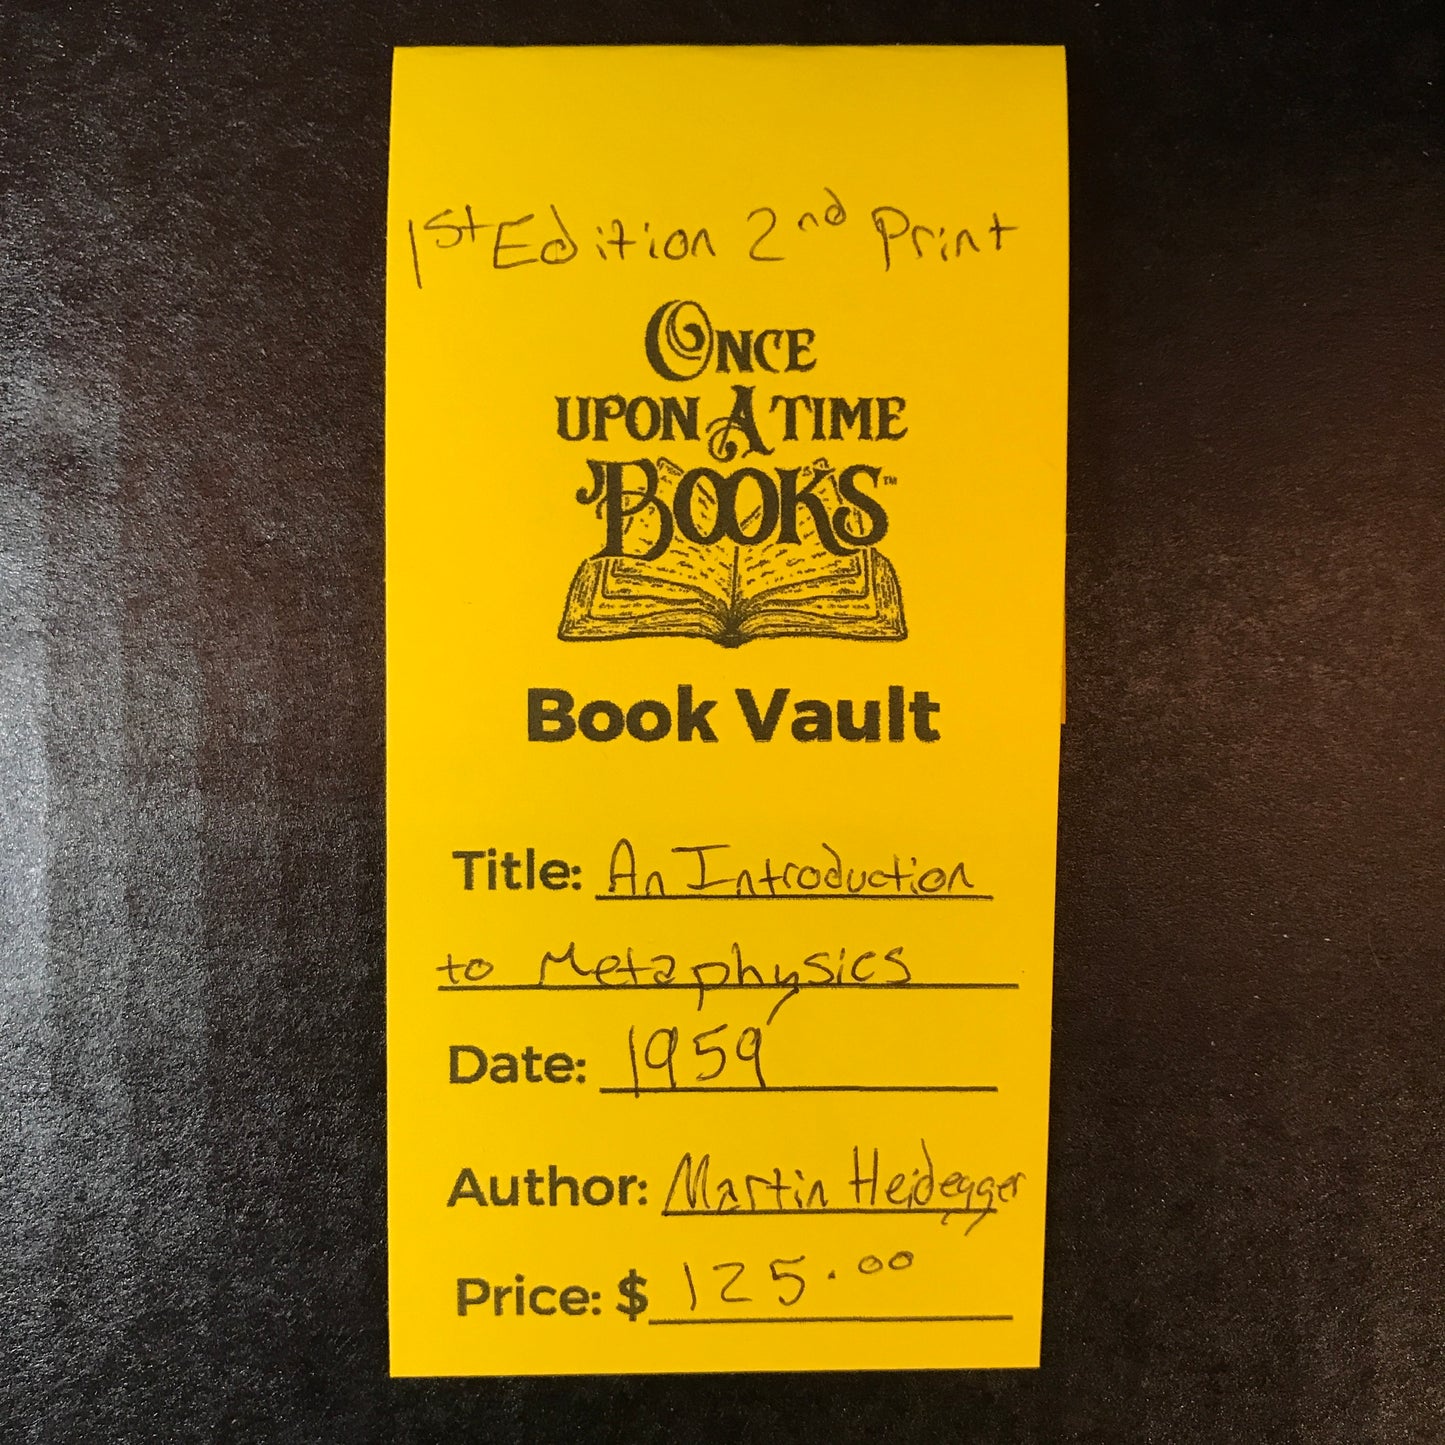 1st Edition 2nd Print
ONCE
UPON A TIME
BOOKS™
Book Vault
Title: An Introduction
to Metaphysics
Date: 1959
Author: Martin Heidegger
Price: $ 125.00